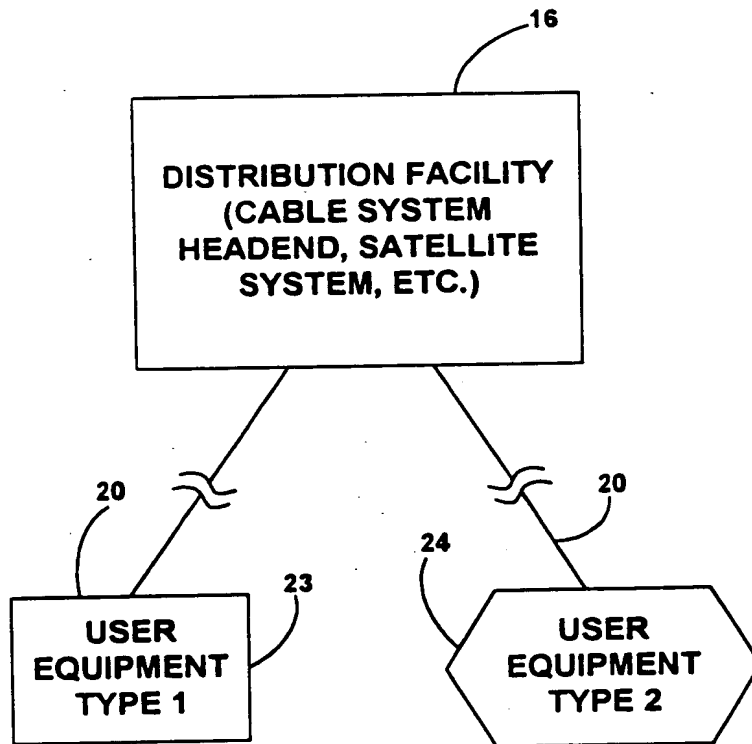 16
DISTRIBUTION FACILITY
(CABLE SYSTEM
HEADEND, SATELLITE
SYSTEM, ETC.)
20
20
23
24
USER
EQUIPMENT
TYPE 1
USER
EQUIPMENT
TYPE 2